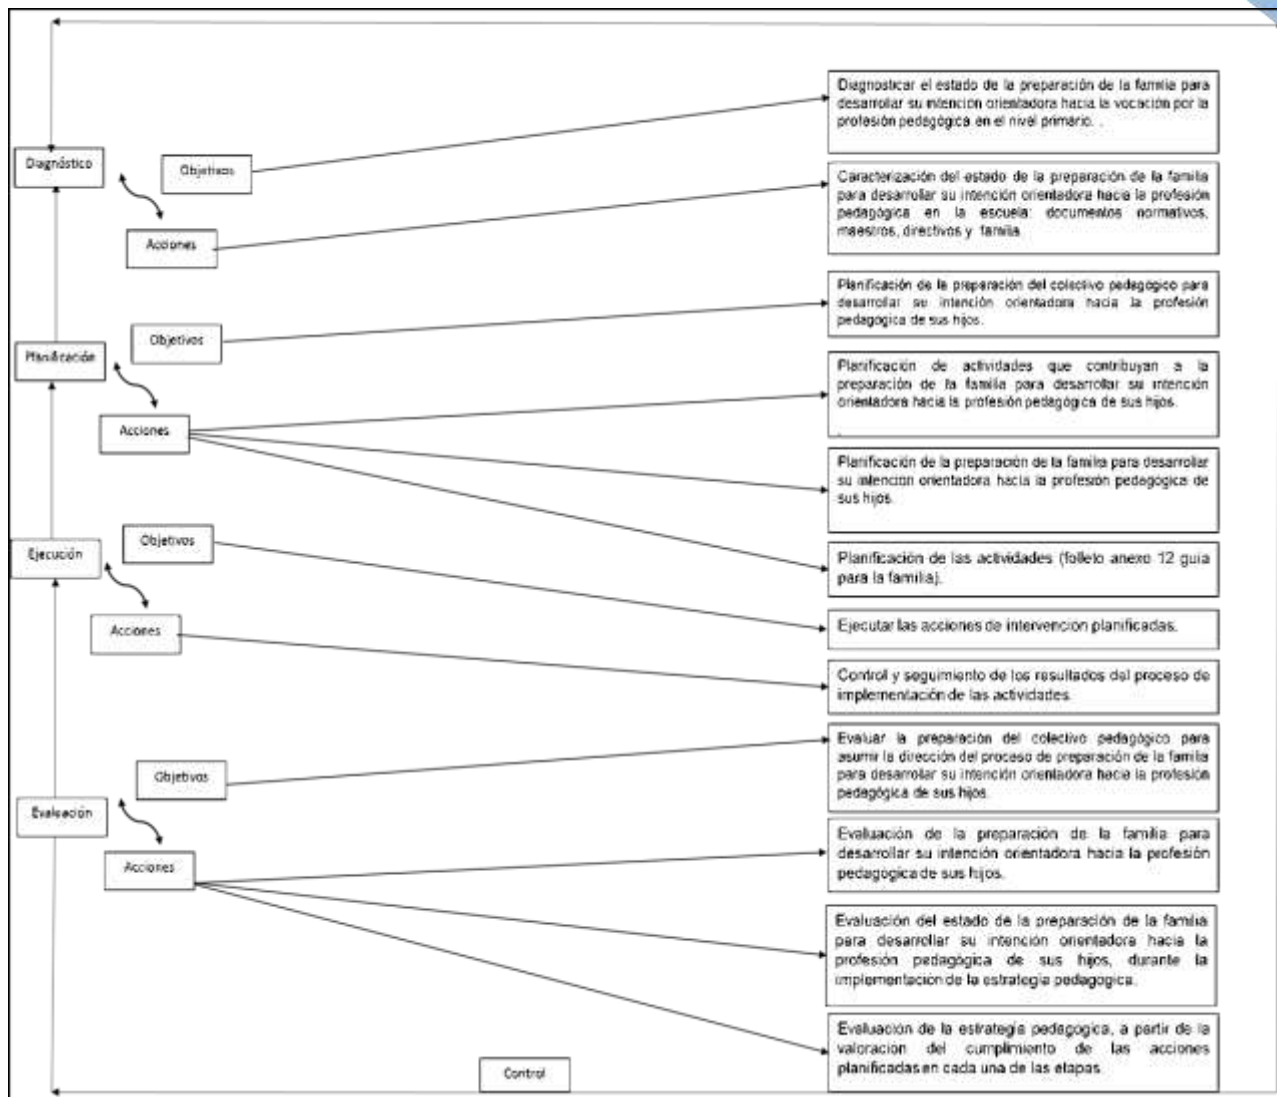 Diagnosticar el estado de la preparación de la familia para
desarrollar su intención orientadora hacia la vocación por la
profesión pedagógica en el nivel primario. .
Diagnóstico
Objetivos
Caracterización del estado de la preparación de la familia
para desarrollar su intención orientadora hacia la profesión
pedagógica en la escuela: documentos normativos,
maestros, directivos y familia.
Acciones
Planificación de la preparación del colectivo pedagógico para
desarrollar su intención orientadora hacia la profesión
pedagógica de sus hijos.
Objetivos
Planificación
Planificación de actividades que contribuyan a la
preparación de la familia para desarrollar su intención
orientadora hacia la profesión pedagógica de sus hijos.
.
Acciones
Planificación de la preparación de la familia para desarrollar
su intención orientadora hacia la profesión pedagógica de
sus hijos.
Ejecución
Objetivos
Planificación de las actividades (folleto anexo 12 guía
para la familia).
Acciones
Ejecutar las acciones de intervención planificadas.
Control y seguimiento de los resultados del proceso de
implementación de las actividades.
Evaluar la preparación del colectivo pedagógico para
asumir la dirección del proceso de preparación de la familia
para desarrollar su intención orientadora hacia la profesión
pedagógica de sus hijos.
Objetivos
Evaluación
Evaluación de la preparación de la familia para
desarrollar su intención orientadora hacia la profesión
pedagógica de sus hijos.
Acciones
Evaluación del estado de la preparación de la familia
para desarrollar su intención orientadora hacia la
profesión pedagógica de sus hijos, durante la
implementación de la estrategia pedagógica.
Evaluación de la estrategia pedagógica, a partir de la
valoración del cumplimiento de las acciones
planificadas en cada una de las etapas.
Control